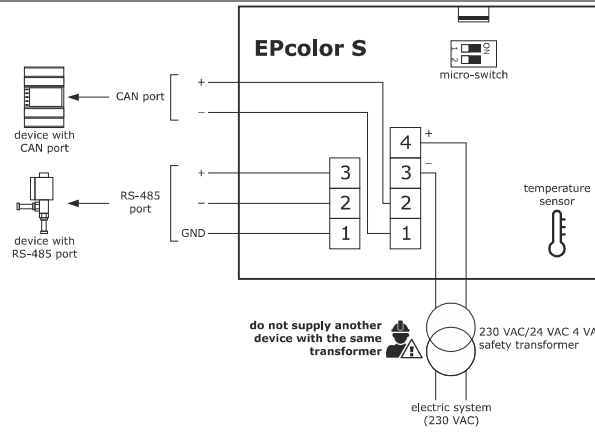 EPcolor S
ON
1 2
micro-switch
+
CAN port
−
device with
CAN port
4 +
+ 3 3 −
RS-485
port
− 2 2
GND 1 1
device with
RS-485 port
temperature
sensor
do not supply another
device with the same
transformer
230 VAC/24 VAC 4 VA
safety transformer
electric system
(230 VAC)